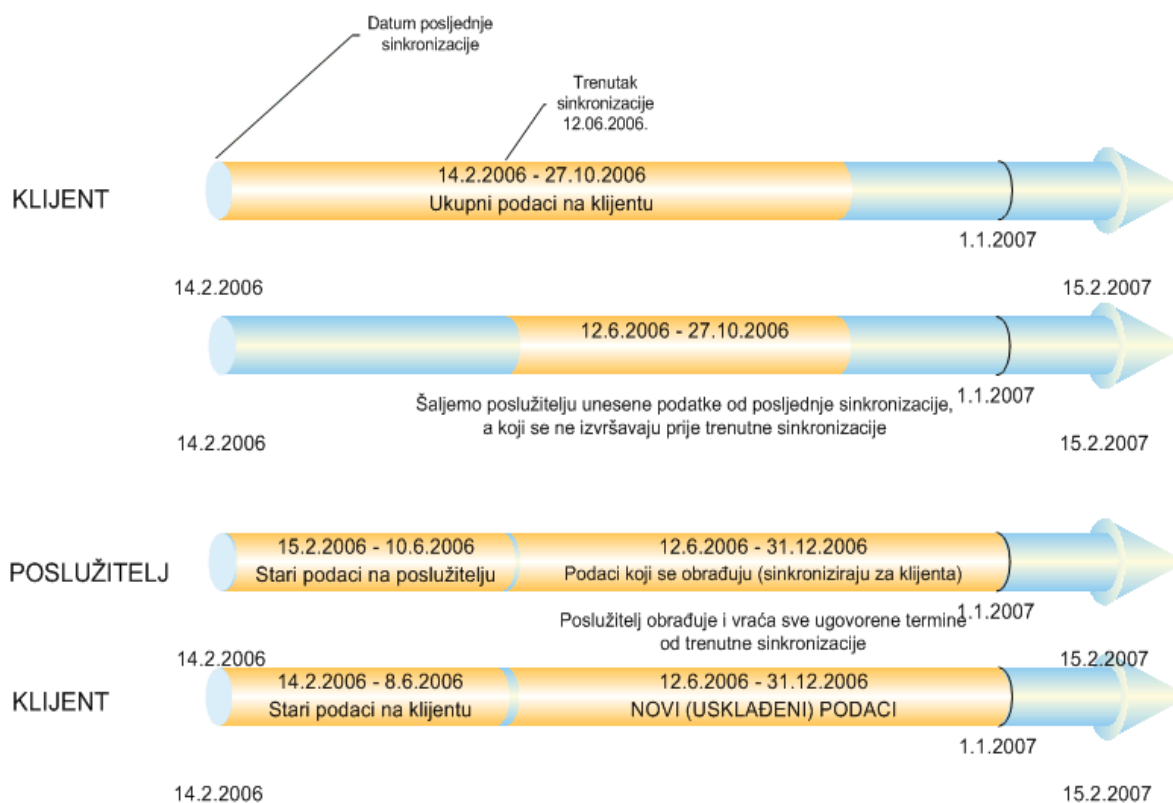 Datum posljednje
sinkronizacije
Trenutak
sinkronizacije
12.06.2006.
KLIJENT
14.2.2006 - 27.10.2006
Ukupni podaci na klijentu
1.1.2007
14.2.2006
15.2.2007
12.6.2006 - 27.10.2006
1.1.2007
Šaljemo poslužitelju unesene podatke od posljednje sinkronizacije,
a koji se ne izvršavaju prije trenutne sinkronizacije
14.2.2006
15.2.2007
POSLUŽITELJ
15.2.2006 - 10.6.2006
Stari podaci na poslužitelju
12.6.2006 - 31.12.2006
Podaci koji se obrađuju (sinkroniziraju za klijenta)
1.1.2007
Poslužitelj obrađuje i vraća sve ugovorene termine
od trenutne sinkronizacije
14.2.2006
15.2.2007
KLIJENT
14.2.2006 - 8.6.2006
Stari podaci na klijentu
12.6.2006 - 31.12.2006
NOVI (USKLAĐENI) PODACI
1.1.2007
14.2.2006
15.2.2007